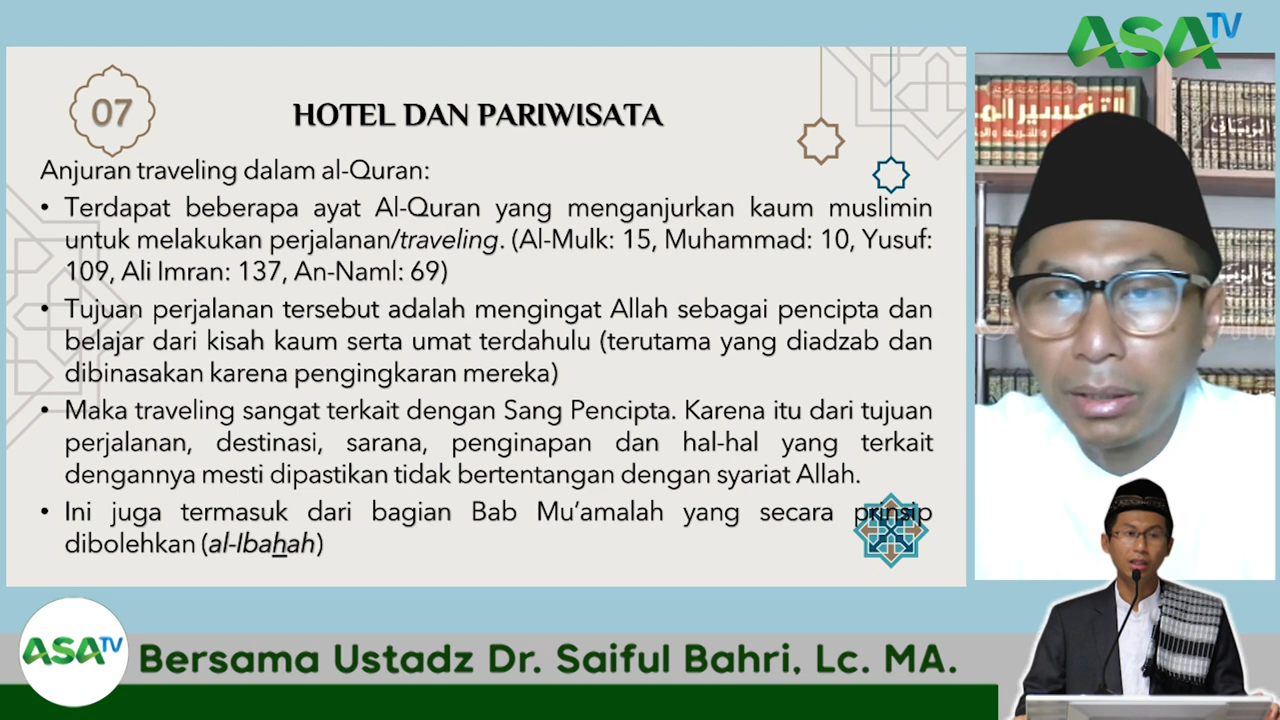 ASA TV
07
HOTEL DAN PARIWISATA
Anjuran traveling dalam al-Quran:
• Terdapat beberapa ayat Al-Quran yang menganjurkan kaum muslimin
untuk melakukan perjalanan/traveling. (Al-Mulk: 15, Muhammad: 10, Yusuf:
109, Ali Imran: 137, An-Naml: 69)
• Tujuan perjalanan tersebut adalah mengingat Allah sebagai pencipta dan
belajar dari kisah kaum serta umat terdahulu (terutama yang diadzab dan
dibinasakan karena pengingkaran mereka)
• Maka traveling sangat terkait dengan Sang Pencipta. Karena itu dari tujuan
perjalanan, destinasi, sarana, penginapan dan hal-hal yang terkait
dengannya mesti dipastikan tidak bertentangan dengan syariat Allah.
• Ini juga termasuk dari bagian Bab Mu’amalah yang secara prinsip
dibolehkan (al-Ibahah)
ASA TV
Bersama Ustadz Dr. Saiful Bahri, Lc. MA.